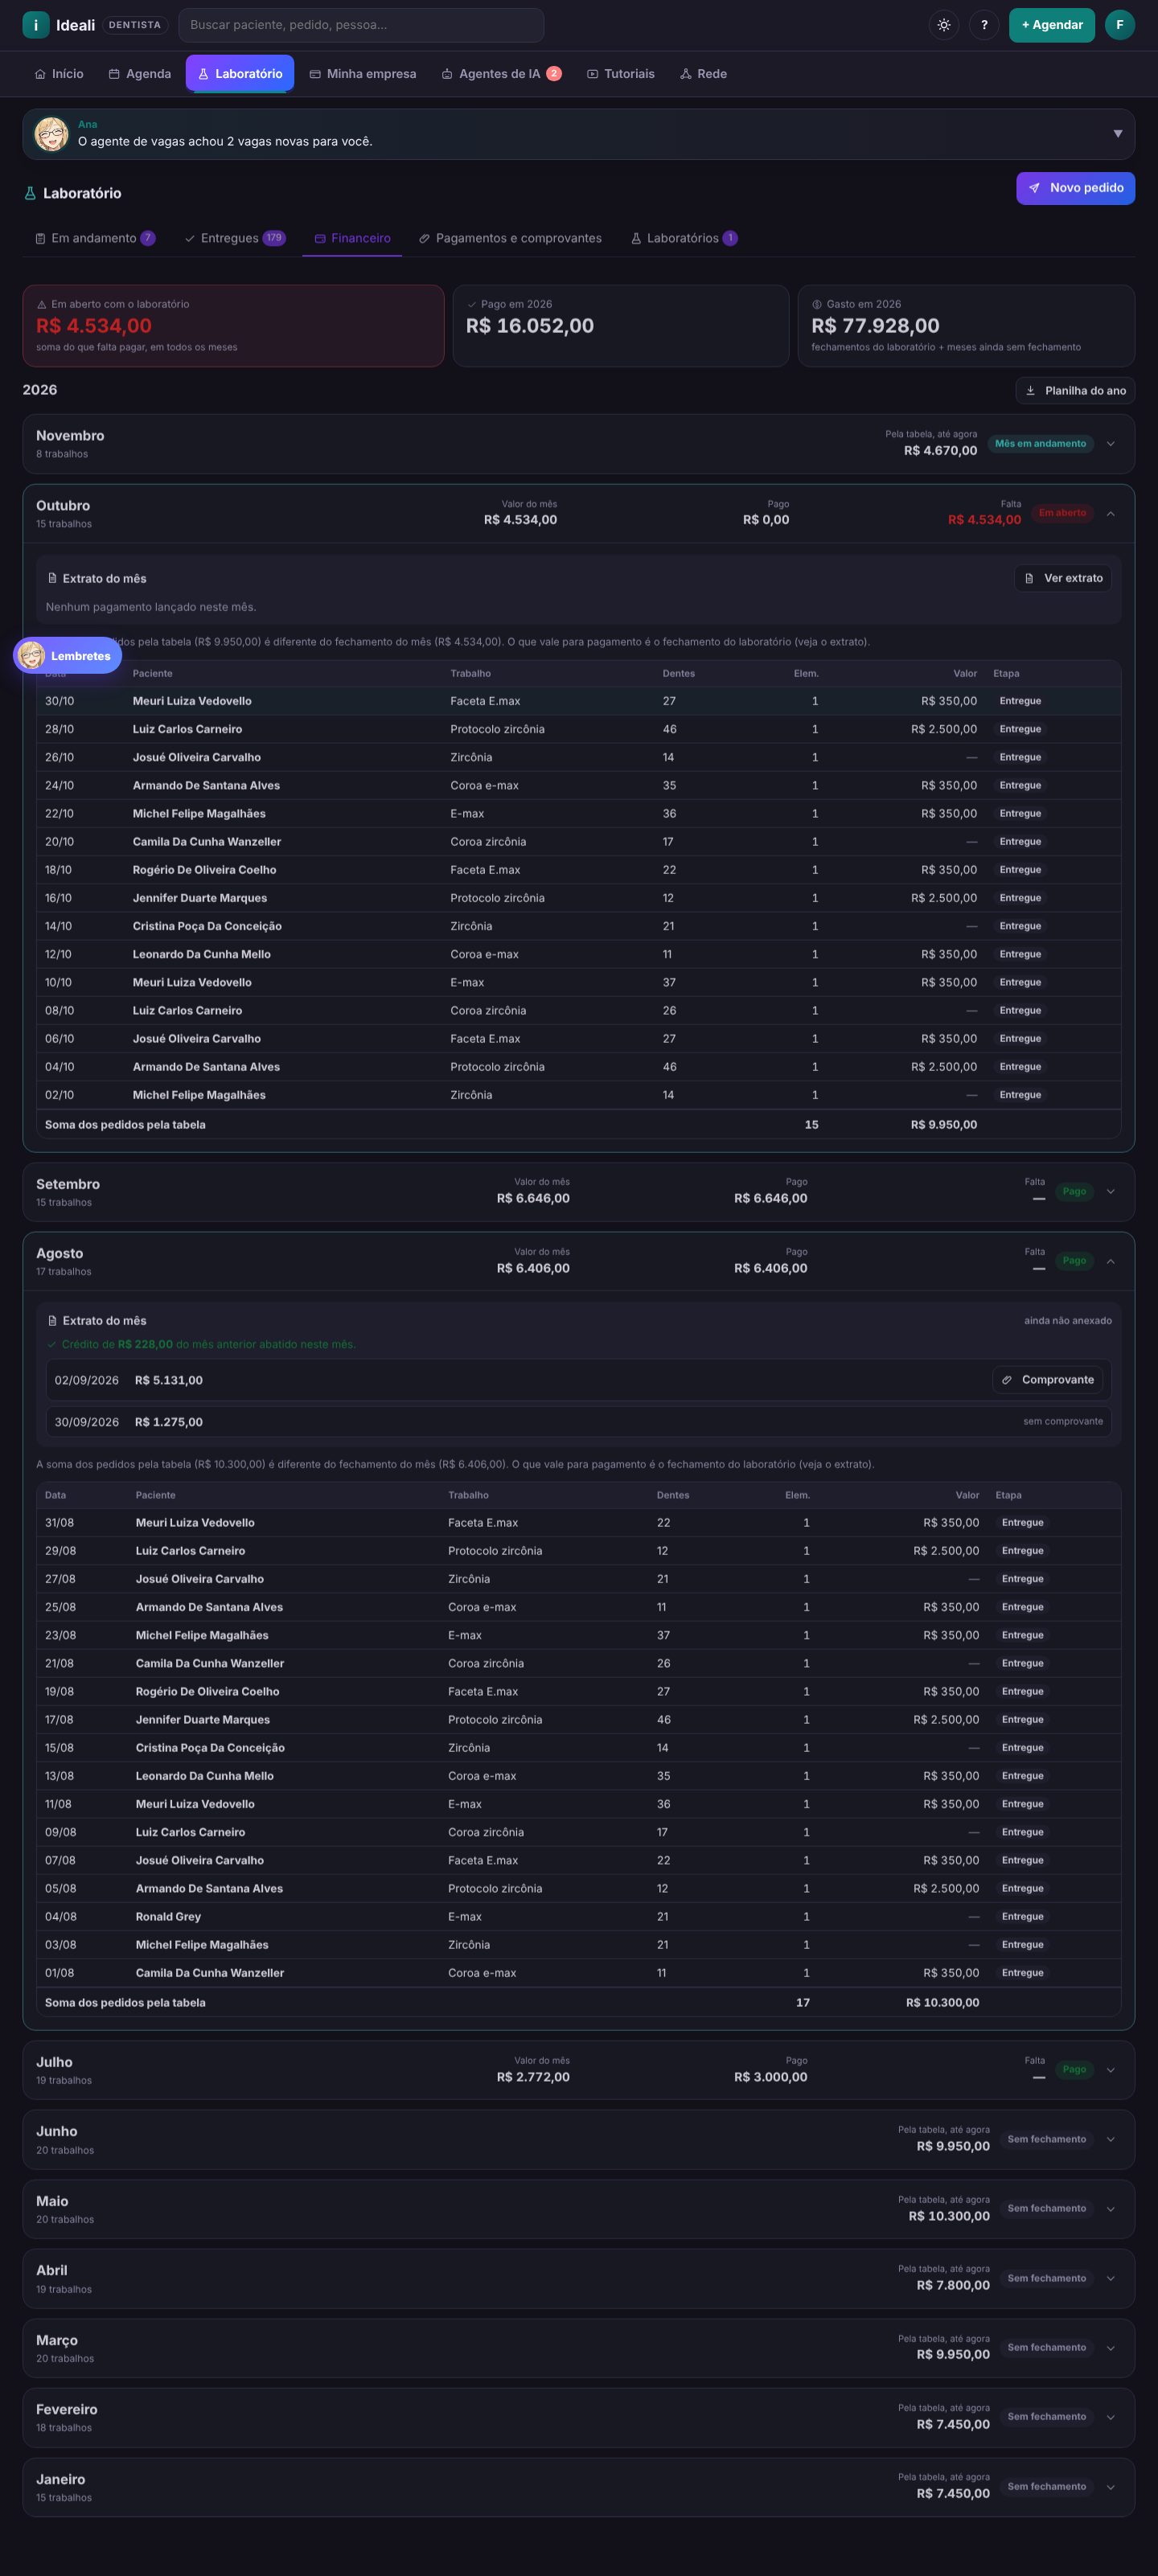 i Ideali DENTISTA Buscar paciente, pedido, pessoa... ? + Agendar F
Início Agenda Laboratório Minha empresa Agentes de IA 2 Tutoriais Rede
Ana
O agente de vagas achou 2 vagas novas para você.
Laboratório Novo pedido
Em andamento 7 Entregues 179 Financeiro Pagamentos e comprovantes Laboratórios 1
Em aberto com o laboratório Pago em 2026 Gasto em 2026
R$ 4.534,00 R$ 16.052,00 R$ 77.928,00
soma do que falta pagar, em todos os meses fechamentos do laboratório + meses ainda sem fechamento
2026 Planilha do ano
Novembro Pela tabela, até agora Mês em andamento
8 trabalhos R$ 4.670,00
Outubro Valor do mês Pago Falta Em aberto
15 trabalhos R$ 4.534,00 R$ 0,00 R$ 4.534,00
Extrato do mês Ver extrato
Nenhum pagamento lançado neste mês.
didos pela tabela (R$ 9.950,00) é diferente do fechamento do mês (R$ 4.534,00). O que vale para pagamento é o fechamento do laboratório (veja o extrato).
Lembretes
Paciente Trabalho Dentes Elem. Valor Etapa
30/10 Meuri Luiza Vedovello Faceta E.max 27 1 R$ 350,00 Entregue
28/10 Luiz Carlos Carneiro Protocolo zircônia 46 1 R$ 2.500,00 Entregue
26/10 Josué Oliveira Carvalho Zircônia 14 1 — Entregue
24/10 Armando De Santana Alves Coroa e-max 35 1 R$ 350,00 Entregue
22/10 Michel Felipe Magalhães E-max 36 1 R$ 350,00 Entregue
20/10 Camila Da Cunha Wanzeller Coroa zircônia 17 1 — Entregue
18/10 Rogério De Oliveira Coelho Faceta E.max 22 1 R$ 350,00 Entregue
16/10 Jennifer Duarte Marques Protocolo zircônia 12 1 R$ 2.500,00 Entregue
14/10 Cristina Poça Da Conceição Zircônia 21 1 — Entregue
12/10 Leonardo Da Cunha Mello Coroa e-max 11 1 R$ 350,00 Entregue
10/10 Meuri Luiza Vedovello E-max 37 1 R$ 350,00 Entregue
08/10 Luiz Carlos Carneiro Coroa zircônia 26 1 — Entregue
06/10 Josué Oliveira Carvalho Faceta E.max 27 1 R$ 350,00 Entregue
04/10 Armando De Santana Alves Protocolo zircônia 46 1 R$ 2.500,00 Entregue
02/10 Michel Felipe Magalhães Zircônia 14 1 — Entregue
Soma dos pedidos pela tabela 15 R$ 9.950,00
Setembro Valor do mês Pago Falta Pago
15 trabalhos R$ 6.646,00 R$ 6.646,00 —
Agosto Valor do mês Pago Falta Pago
17 trabalhos R$ 6.406,00 R$ 6.406,00 —
Extrato do mês ainda não anexado
Crédito de R$ 228,00 do mês anterior abatido neste mês.
02/09/2026 R$ 5.131,00 Comprovante
30/09/2026 R$ 1.275,00 sem comprovante
A soma dos pedidos pela tabela (R$ 10.300,00) é diferente do fechamento do mês (R$ 6.406,00). O que vale para pagamento é o fechamento do laboratório (veja o extrato).
Data Paciente Trabalho Dentes Elem. Valor Etapa
31/08 Meuri Luiza Vedovello Faceta E.max 22 1 R$ 350,00 Entregue
29/08 Luiz Carlos Carneiro Protocolo zircônia 12 1 R$ 2.500,00 Entregue
27/08 Josué Oliveira Carvalho Zircônia 21 1 — Entregue
25/08 Armando De Santana Alves Coroa e-max 11 1 R$ 350,00 Entregue
23/08 Michel Felipe Magalhães E-max 37 1 R$ 350,00 Entregue
21/08 Camila Da Cunha Wanzeller Coroa zircônia 26 1 — Entregue
19/08 Rogério De Oliveira Coelho Faceta E.max 27 1 R$ 350,00 Entregue
17/08 Jennifer Duarte Marques Protocolo zircônia 46 1 R$ 2.500,00 Entregue
15/08 Cristina Poça Da Conceição Zircônia 14 1 — Entregue
13/08 Leonardo Da Cunha Mello Coroa e-max 35 1 R$ 350,00 Entregue
11/08 Meuri Luiza Vedovello E-max 36 1 R$ 350,00 Entregue
09/08 Luiz Carlos Carneiro Coroa zircônia 17 1 — Entregue
07/08 Josué Oliveira Carvalho Faceta E.max 22 1 R$ 350,00 Entregue
05/08 Armando De Santana Alves Protocolo zircônia 12 1 R$ 2.500,00 Entregue
04/08 Ronald Grey E-max 21 1 — Entregue
03/08 Michel Felipe Magalhães Zircônia 21 1 — Entregue
01/08 Camila Da Cunha Wanzeller Coroa e-max 11 1 R$ 350,00 Entregue
Soma dos pedidos pela tabela 17 R$ 10.300,00
Julho Valor do mês Pago Falta Pago
19 trabalhos R$ 2.772,00 R$ 3.000,00 —
Junho Pela tabela, até agora Sem fechamento
20 trabalhos R$ 9.950,00
Maio Pela tabela, até agora Sem fechamento
20 trabalhos R$ 10.300,00
Abril Pela tabela, até agora Sem fechamento
19 trabalhos R$ 7.800,00
Março Pela tabela, até agora Sem fechamento
20 trabalhos R$ 9.950,00
Fevereiro Pela tabela, até agora Sem fechamento
18 trabalhos R$ 7.450,00
Janeiro Pela tabela, até agora Sem fechamento
15 trabalhos R$ 7.450,00